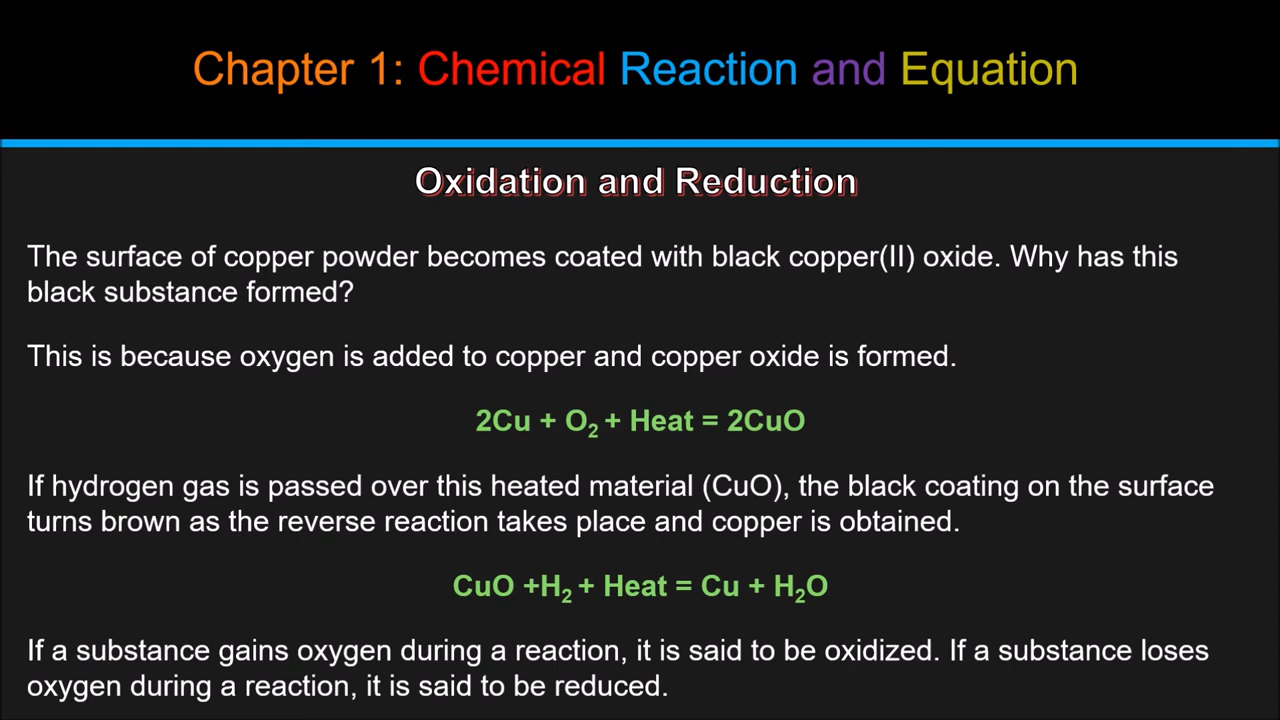 Chapter 1: Chemical Reaction and Equation
Oxidation and Reduction
The surface of copper powder becomes coated with black copper(II) oxide. Why has this
black substance formed?
This is because oxygen is added to copper and copper oxide is formed.
2Cu + O₂ + Heat = 2CuO
If hydrogen gas is passed over this heated material (CuO), the black coating on the surface
turns brown as the reverse reaction takes place and copper is obtained.
CuO +H₂ + Heat = Cu + H₂O
If a substance gains oxygen during a reaction, it is said to be oxidized. If a substance loses
oxygen during a reaction, it is said to be reduced.